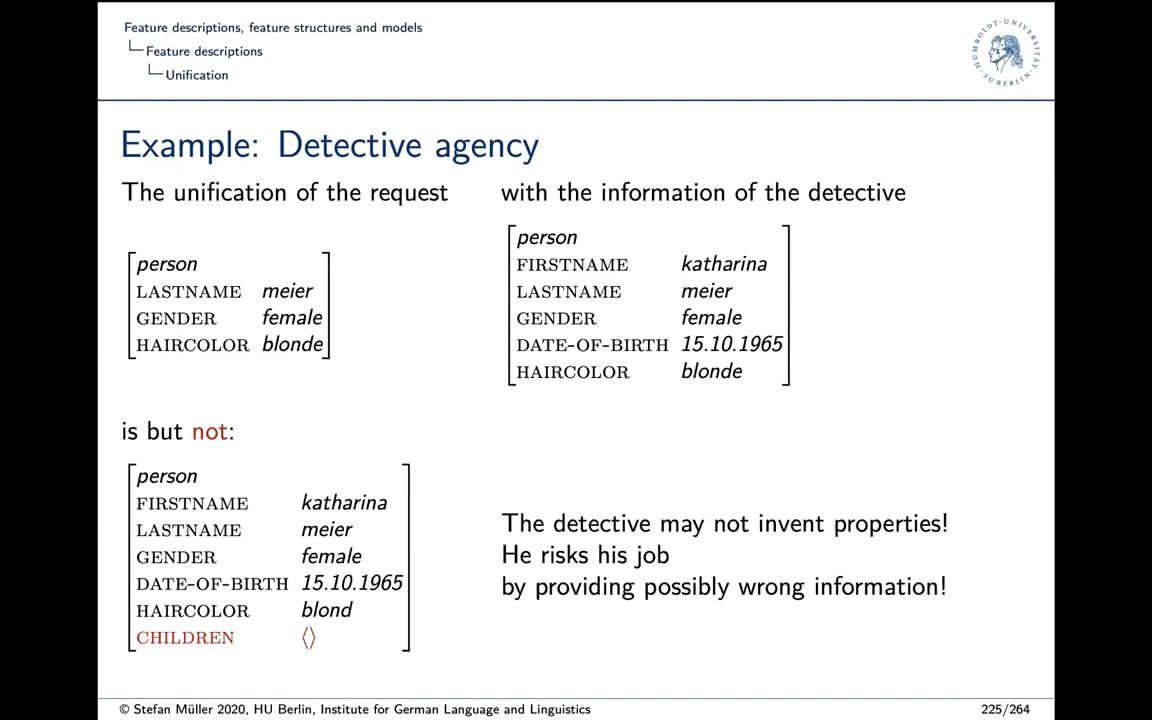 Feature descriptions, feature structures and models
Feature descriptions
Unification
HUMBOLDT-UNIVERSITÄT ZU BERLIN
Example: Detective agency
The unification of the request
with the information of the detective
person
LASTNAME meier
GENDER female
HAIRCOLOR blonde
person
FIRSTNAME katharina
LASTNAME meier
GENDER female
DATE-OF-BIRTH 15.10.1965
HAIRCOLOR blonde
is but not:
person
FIRSTNAME katharina
LASTNAME meier
GENDER female
DATE-OF-BIRTH 15.10.1965
HAIRCOLOR blond
CHILDREN ⟨⟩
The detective may not invent properties!
He risks his job
by providing possibly wrong information!
© Stefan Müller 2020, HU Berlin, Institute for German Language and Linguistics
225/264